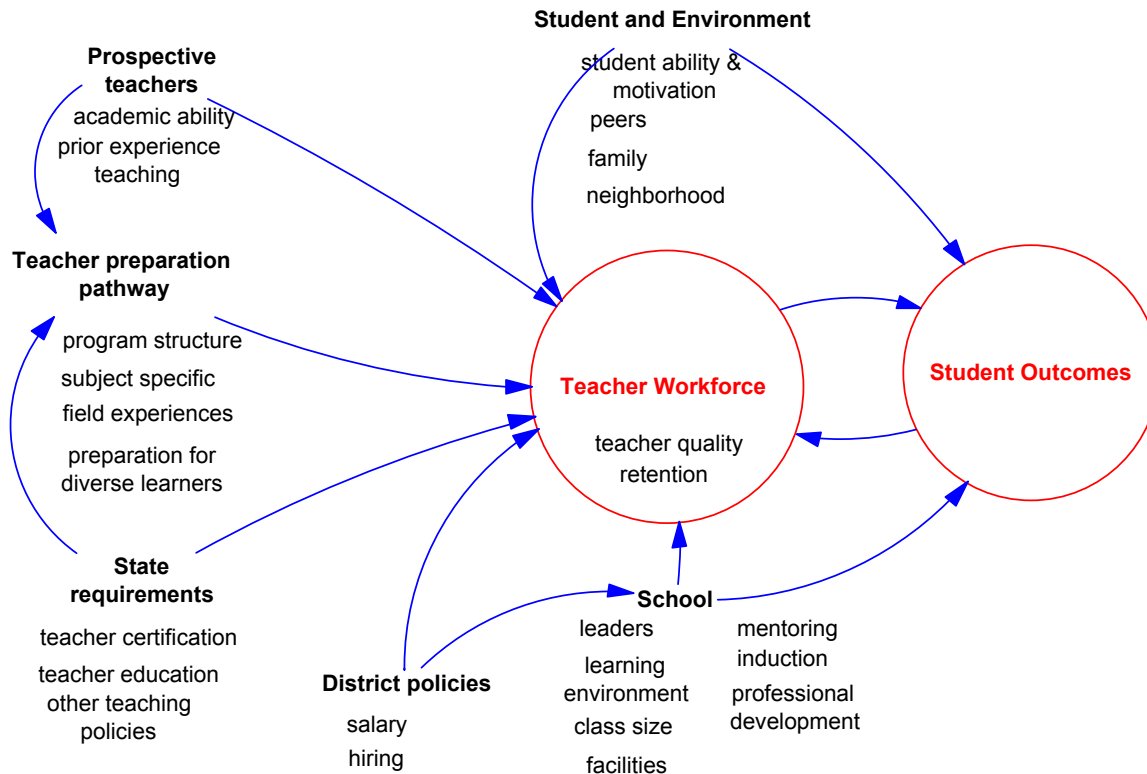 Student and Environment
student ability &
motivation
peers
family
neighborhood
Prospective
teachers
academic ability
prior experience
teaching
Teacher preparation
pathway
program structure
subject specific
field experiences
preparation for
diverse learners
Teacher Workforce
teacher quality
retention
Student Outcomes
State
requirements
teacher certification
teacher education
other teaching
policies
District policies
salary
hiring
School
leaders
learning
environment
class size
facilities
mentoring
induction
professional
development